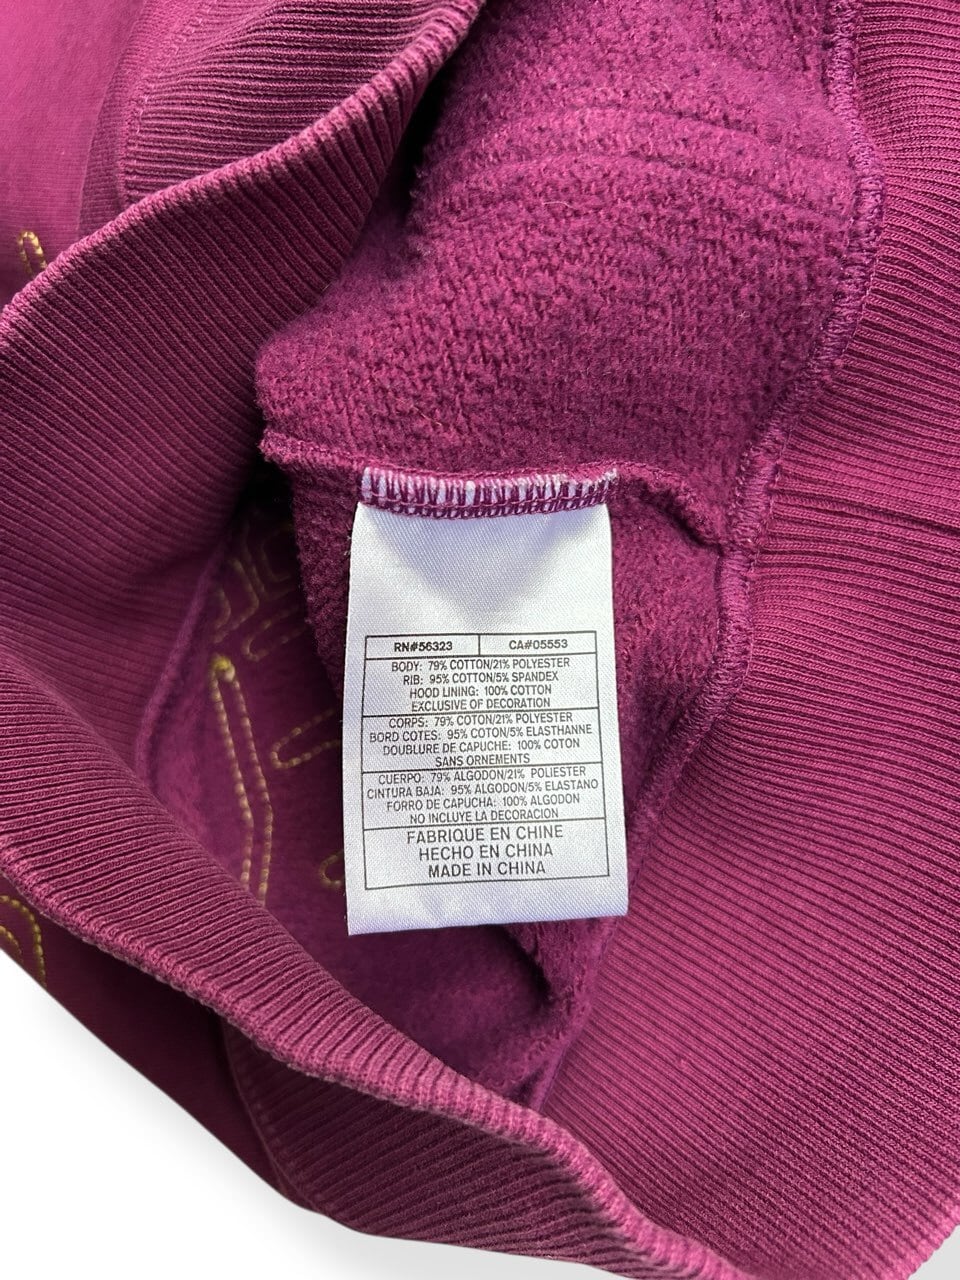 RN#56323 CA#05553
BODY: 79% COTTON/21% POLYESTER
RIB: 95% COTTON/5% SPANDEX
HOOD LINING: 100% COTTON
EXCLUSIVE OF DECORATION
CORPS: 79% COTON/21% POLYESTER
BORD COTES: 95% COTON/5% ELASTHANNE
DOUBLURE DE CAPUCHE: 100% COTON
SANS ORNEMENTS
CUERPO: 79% ALGODON/21% POLIESTER
CINTURA BAJA: 95% ALGODON/5% ELASTANO
FORRO DE CAPUCHA: 100% ALGODON
NO INCLUYE LA DECORACION
FABRIQUE EN CHINE
HECHO EN CHINA
MADE IN CHINA